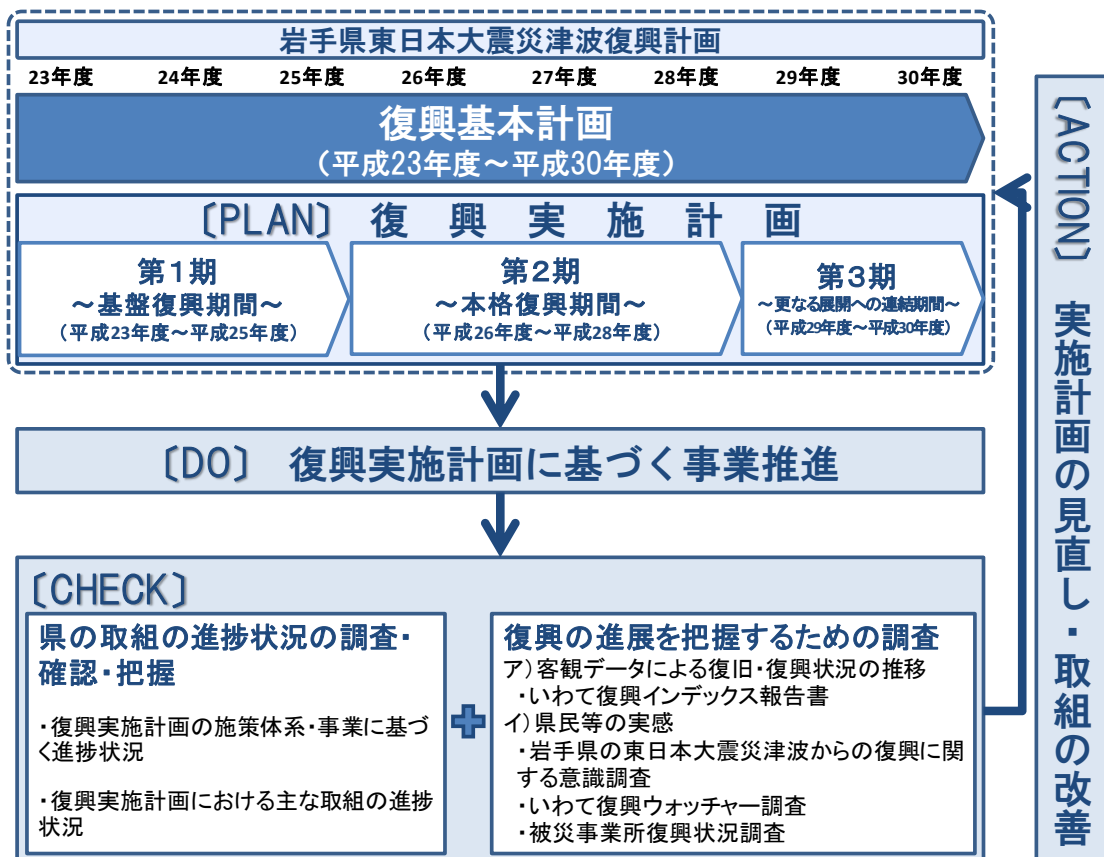 岩手県東日本大震災津波復興計画
23年度 24年度 25年度 26年度 27年度 28年度 29年度 30年度
復興基本計画
（平成23年度～平成30年度）
〔PLAN〕復興実施計画
第１期
～基盤復興期間～
（平成23年度～平成25年度）
第２期
～本格復興期間～
（平成26年度～平成28年度）
第３期
～更なる展開への連結期間～
（平成29年度～平成30年度）
〔DO〕 復興実施計画に基づく事業推進
〔CHECK〕
県の取組の進捗状況の調査・
確認・把握
・復興実施計画の施策体系・事業に基づ
く進捗状況
・復興実施計画における主な取組の進捗
状況
復興の進展を把握するための調査
ア）客観データによる復旧・復興状況の推移
・いわて復興インデックス報告書
イ）県民等の実感
・岩手県の東日本大震災津波からの復興に関
する意識調査
・いわて復興ウォッチャー調査
・被災事業所復興状況調査
〔ACTION〕 実施計画の見直し・取組の改善